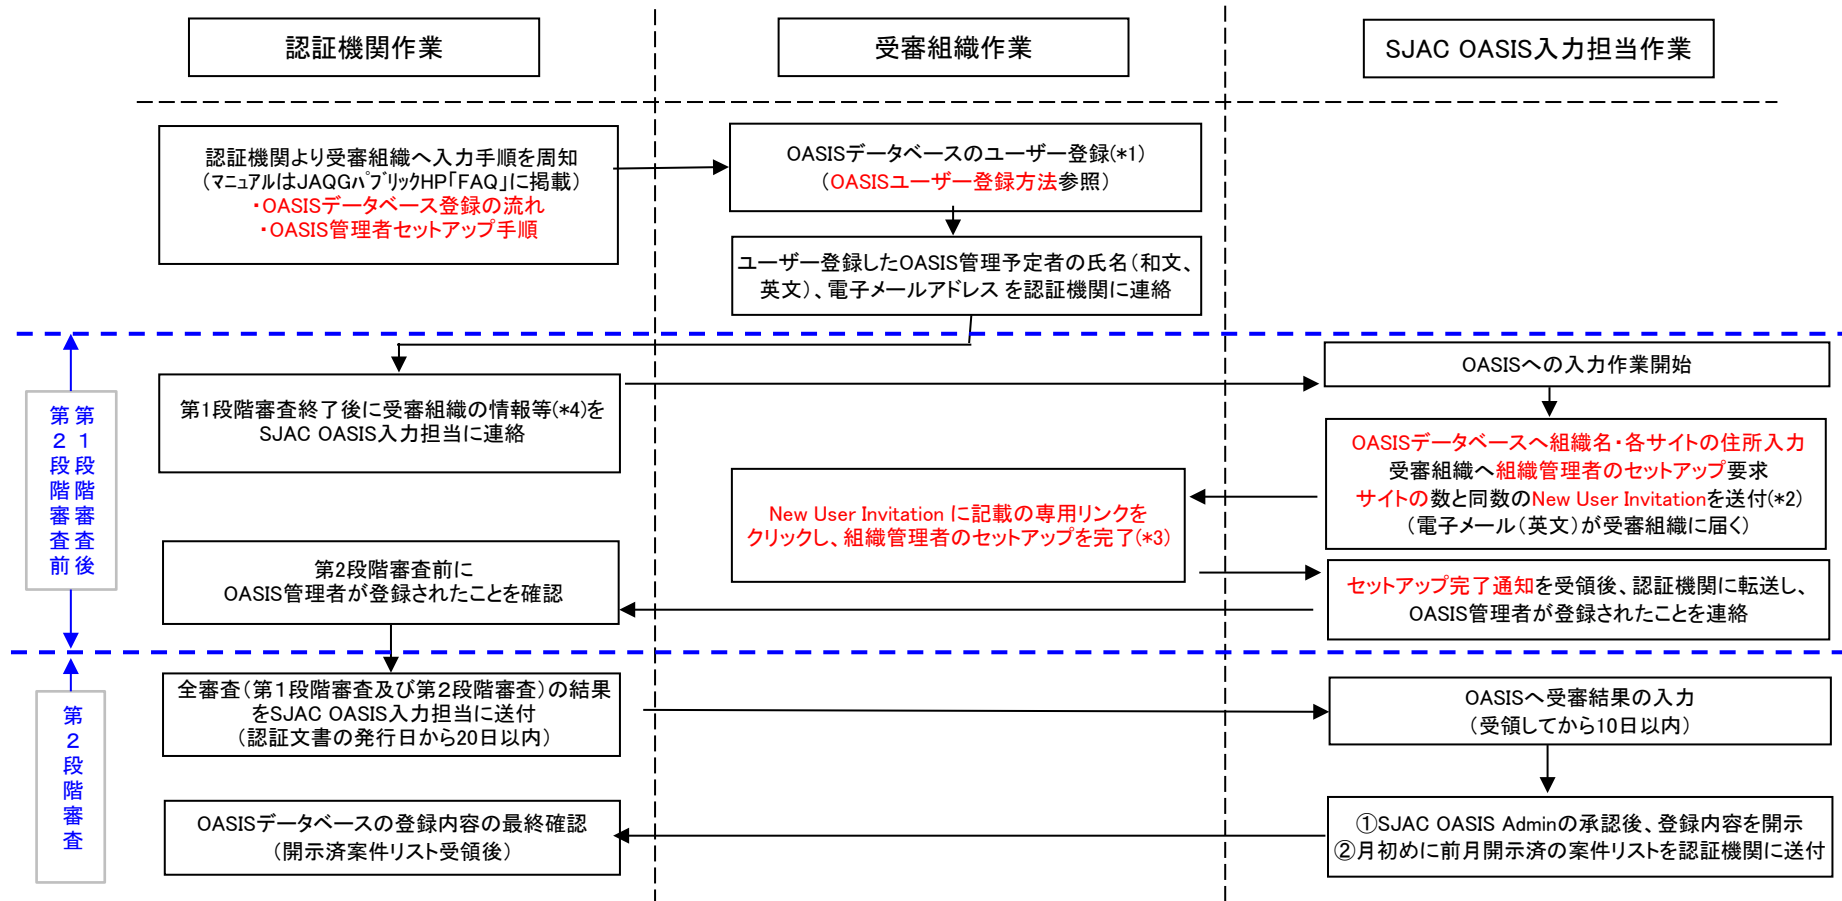 認証機関作業
受審組織作業
SJAC OASIS入力担当作業
認証機関より受審組織へ入力手順を周知
（マニュアルはJAQGパブリックHP「FAQ」に掲載）
・OASISデータベース登録の流れ
・OASIS管理者セットアップ手順
OASISデータベースのユーザー登録(*1)
（OASISユーザー登録方法参照）
ユーザー登録したOASIS管理予定者の氏名（和文、
英文）、電子メールアドレス を認証機関に連絡
第1段階審査後
第2段階審査前
第1段階審査終了後に受審組織の情報等(*4)を
SJAC OASIS入力担当に連絡
OASISへの入力作業開始
OASISデータベースへ組織名・各サイトの住所入力
受審組織へ組織管理者のセットアップ要求
サイトの数と同数のNew User Invitationを送付(*2)
（電子メール（英文）が受審組織に届く）
New User Invitation に記載の専用リンクを
クリックし、組織管理者のセットアップを完了(*3)
第2段階審査前に
OASIS管理者が登録されたことを確認
セットアップ完了通知を受領後、認証機関に転送し、
OASIS管理者が登録されたことを連絡
第2段階審査
全審査（第１段階審査及び第２段階審査）の結果
をSJAC OASIS入力担当に送付
（認証文書の発行日から20日以内）
OASISへ受審結果の入力
（受領してから10日以内）
OASISデータベースの登録内容の最終確認
（開示済案件リスト受領後）
①SJAC OASIS Adminの承認後、登録内容を開示
②月初めに前月開示済の案件リストを認証機関に送付